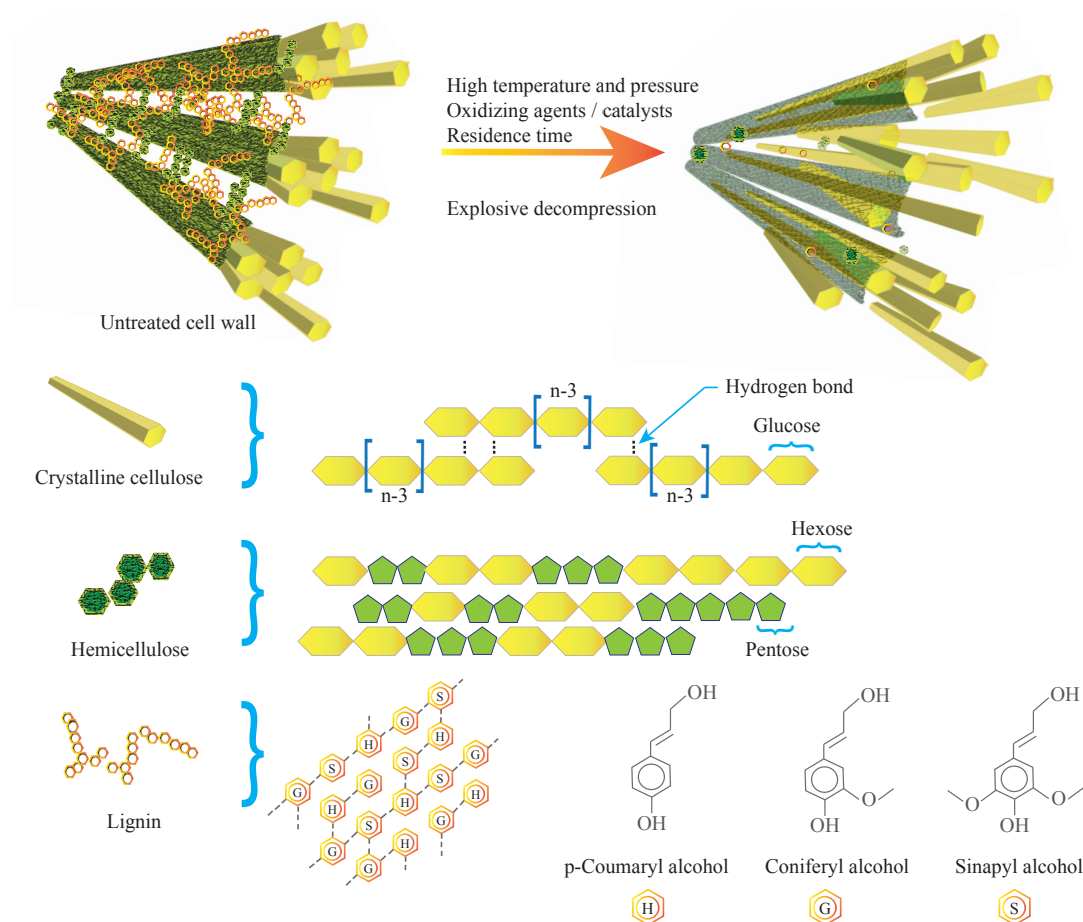 High temperature and pressure
Oxidizing agents / catalysts
Residence time
Explosive decompression
Untreated cell wall
n-3
Hydrogen bond
Glucose
Crystalline cellulose
n-3
n-3
Hexose
Hemicellulose
Pentose
S
G
H
H
S
G
S
S
G
G
H
H
H
S
G
G
H
G
Lignin
OH
OH
OH
O
O
O
OH
OH
OH
p-Coumaryl alcohol
Coniferyl alcohol
Sinapyl alcohol
H
G
S